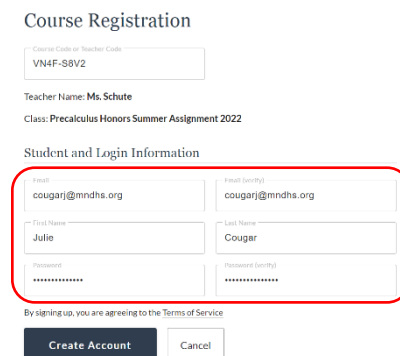 Course Registration
Course Code or Teacher Code
VN4F-S8V2
Teacher Name: Ms. Schute
Class: Precalculus Honors Summer Assignment 2022
Student and Login Information
Email Email (verify)
cougarj@mndhs.org cougarj@mndhs.org
First Name Last Name
Julie Cougar
Password Password (verify)
•••••••••••••• •••••••••••••••
By signing up, you are agreeing to the Terms of Service
Create Account Cancel